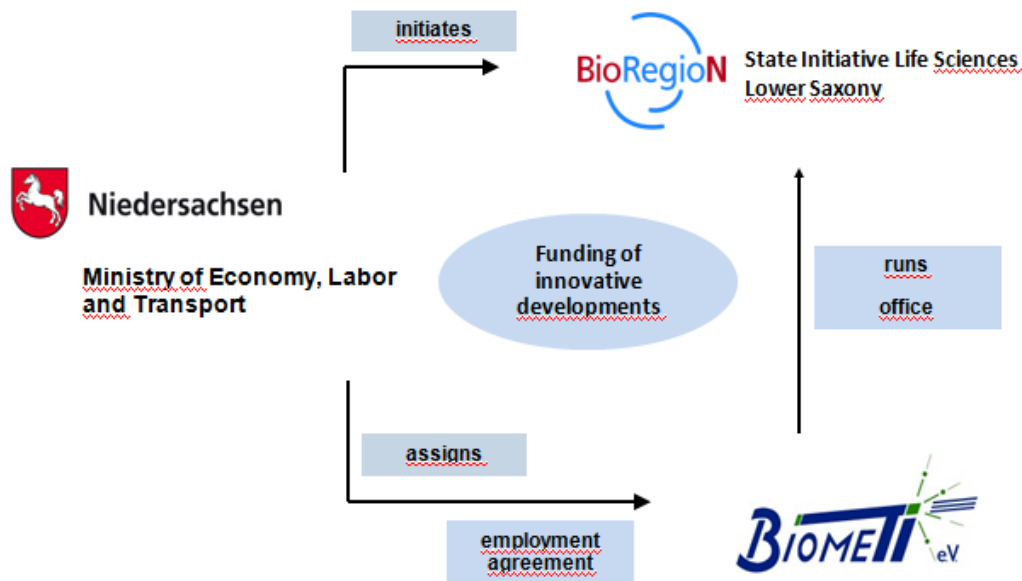 initiates
BioRegioN
State Initiative Life Sciences
Lower Saxony
Niedersachsen
Ministry of Economy, Labor
and Transport
Funding of
innovative
developments
runs
office
assigns
employment
agreement
BIOMETI e.V.